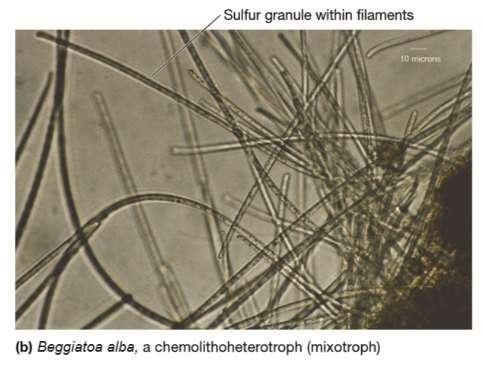 Sulfur granule within filaments
10 microns
(b) Beggiatoa alba, a chemolithoheterotroph (mixotroph)